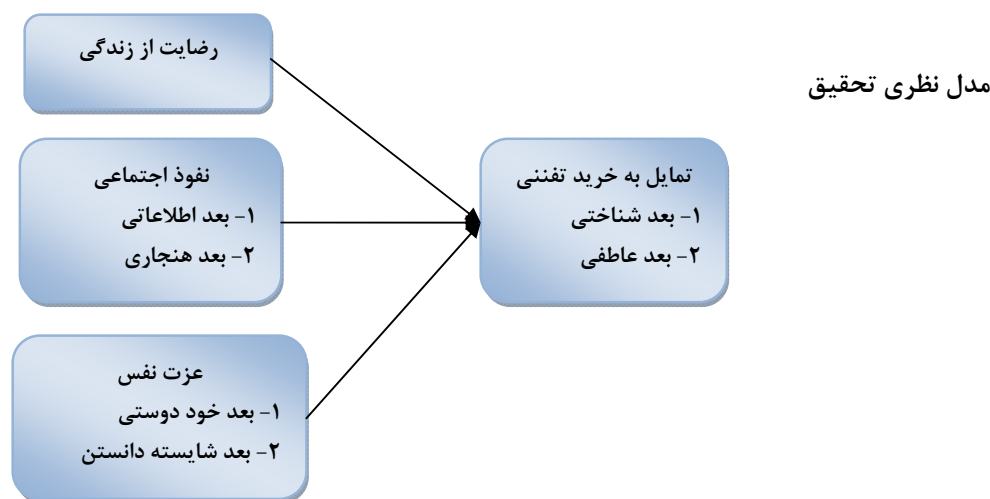 مدل نظری تحقیق
رضایت از زندگی
نفوذ اجتماعی
۱- بعد اطلاعاتی
۲- بعد هنجاری
عزت نفس
۱- بعد خود دوستی
۲- بعد شایسته دانستن
تمایل به خرید تفننی
۱- بعد شناختی
۲- بعد عاطفی